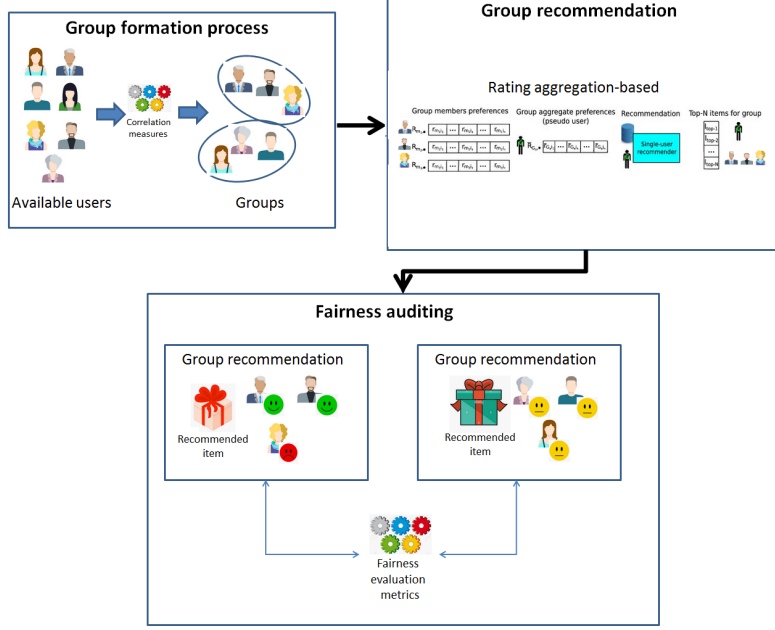 Group formation process
Available users
Correlation
measures
Groups
Group recommendation
Rating aggregation-based
Group members preferences
Group aggregate preferences
(pseudo user)
Recommendation
Single-user
recommender
Top-N items for group
Fairness auditing
Group recommendation
Recommended
item
Group recommendation
Recommended
item
Fairness
evaluation
metrics